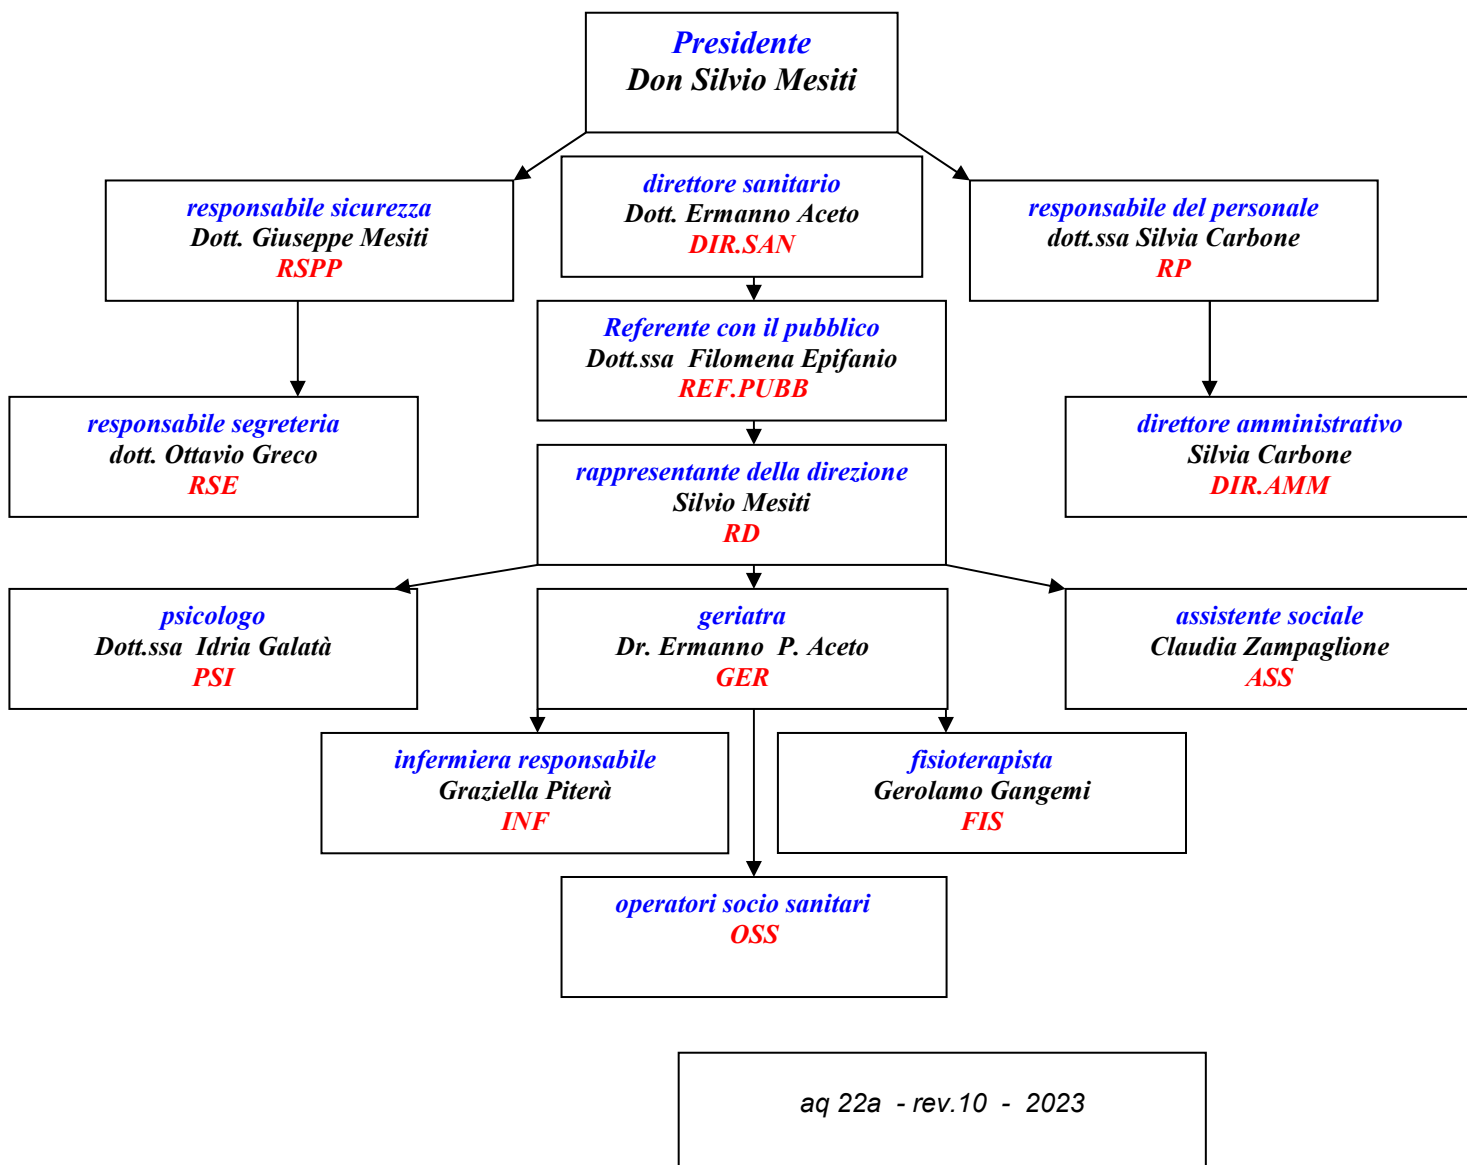 Presidente
Don Silvio Mesiti
responsabile sicurezza
Dott. Giuseppe Mesiti
RSPP
direttore sanitario
Dott. Ermanno Aceto
DIR.SAN
responsabile del personale
dott.ssa Silvia Carbone
RP
Referente con il pubblico
Dott.ssa Filomena Epifanio
REF.PUBB
responsabile segreteria
dott. Ottavio Greco
RSE
rappresentante della direzione
Silvio Mesiti
RD
direttore amministrativo
Silvia Carbone
DIR.AMM
psicologo
Dott.ssa Idria Galatà
PSI
geriatra
Dr. Ermanno P. Aceto
GER
assistente sociale
Claudia Zampaglione
ASS
infermiera responsabile
Graziella Piterà
INF
fisioterapista
Gerolamo Gangemi
FIS
operatori socio sanitari
OSS
aq 22a - rev.10 - 2023